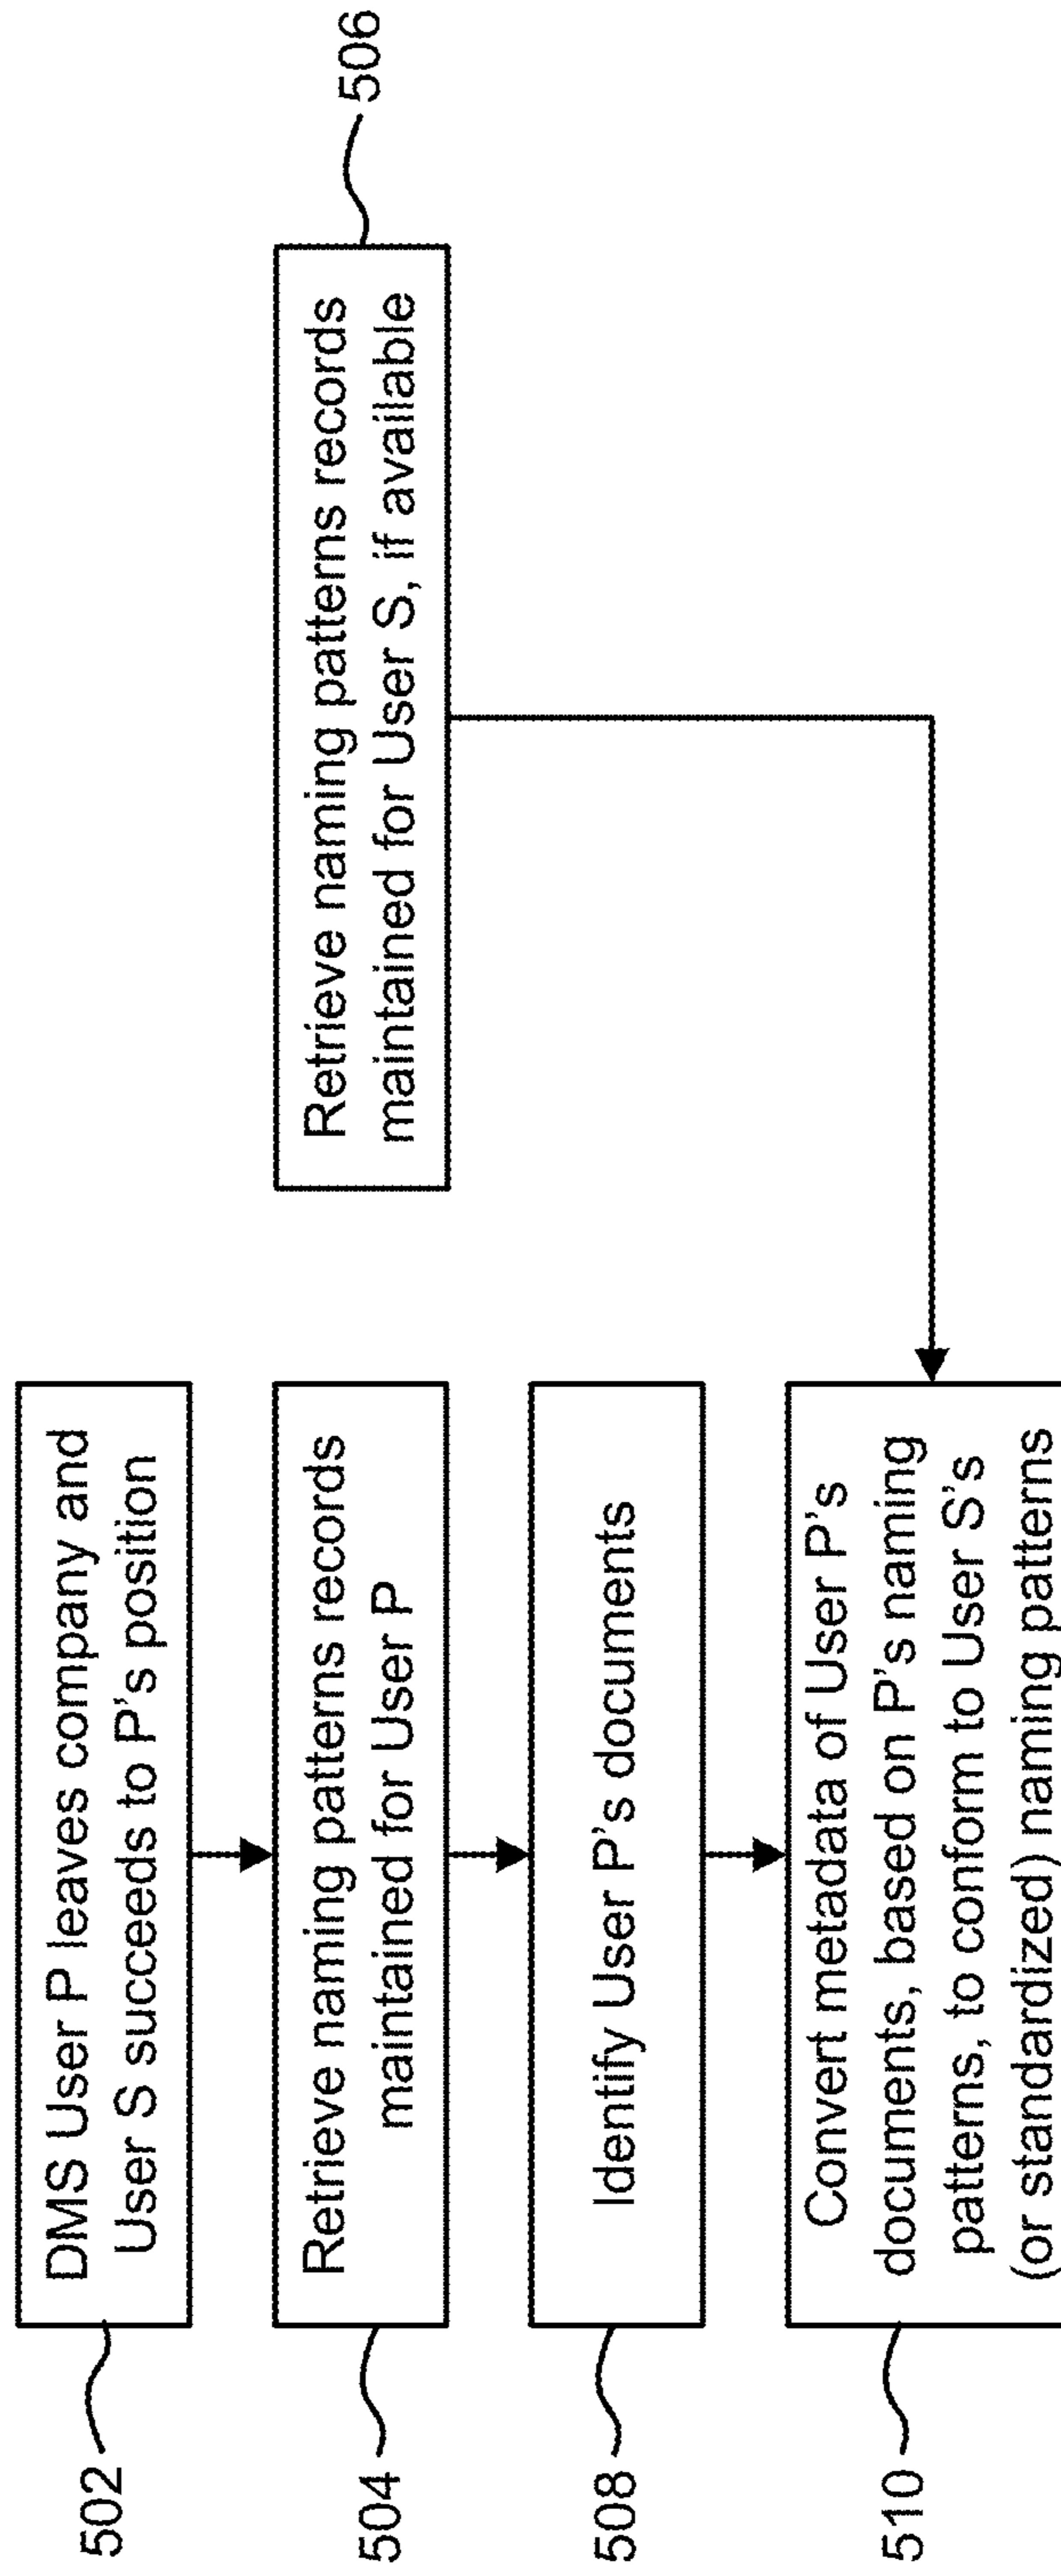 502
DMS User P leaves company and
User S succeeds to P's position
504
Retrieve naming patterns records
maintained for User P
506
Retrieve naming patterns records
maintained for User S, if available
508
Identify User P's documents
510
Convert metadata of User P's
documents, based on P's naming
patterns, to conform to User S's
(or standardized) naming patterns